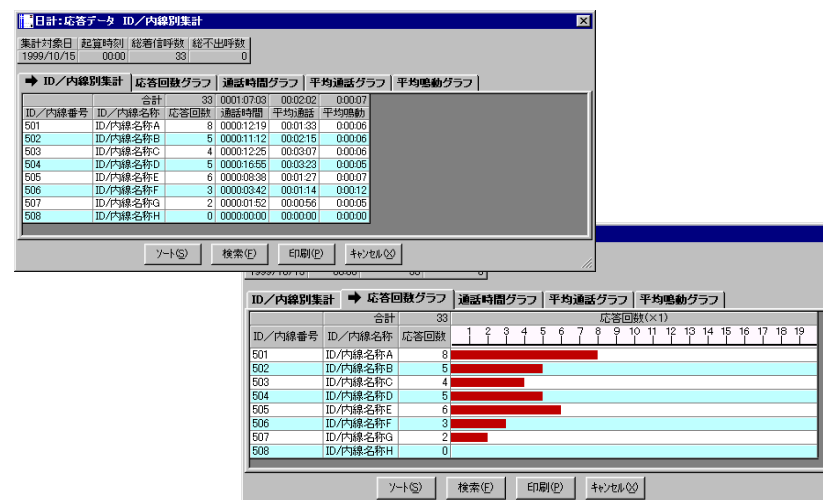 日計:応答データ ID／内線別集計
集計対象日 起算時刻 総着信呼数 総不出呼数
1999/10/15 00:00 33 0
➡ ID／内線別集計 応答回数グラフ 通話時間グラフ 平均通話グラフ 平均鳴動グラフ
合計 33 0001:07:03 00:02:02 0:00:07
ID／内線番号 ID／内線名称 応答回数 通話時間 平均通話 平均鳴動
501 ID/内線名称A 8 0000:12:19 00:01:33 0:00:06
502 ID/内線名称B 5 0000:11:12 00:02:15 0:00:06
503 ID/内線名称C 4 0000:12:25 00:03:07 0:00:06
504 ID/内線名称D 5 0000:16:55 00:03:23 0:00:05
505 ID/内線名称E 6 0000:08:38 00:01:27 0:00:07
506 ID/内線名称F 3 0000:03:42 00:01:14 0:00:12
507 ID/内線名称G 2 0000:01:52 00:00:56 0:00:05
508 ID/内線名称H 0 0000:00:00 00:00:00 0:00:00
ソート(S) 検索(F) 印刷(P) キャンセル(X)
1999/10/15 00:00 33 0
ID／内線別集計 ➡ 応答回数グラフ 通話時間グラフ 平均通話グラフ 平均鳴動グラフ
合計 33 応答回数(×1)
ID／内線番号 ID／内線名称 応答回数 1 2 3 4 5 6 7 8 9 10 11 12 13 14 15 16 17 18 19
501 ID/内線名称A 8
502 ID/内線名称B 5
503 ID/内線名称C 4
504 ID/内線名称D 5
505 ID/内線名称E 6
506 ID/内線名称F 3
507 ID/内線名称G 2
508 ID/内線名称H 0
ソート(S) 検索(F) 印刷(P) キャンセル(X)